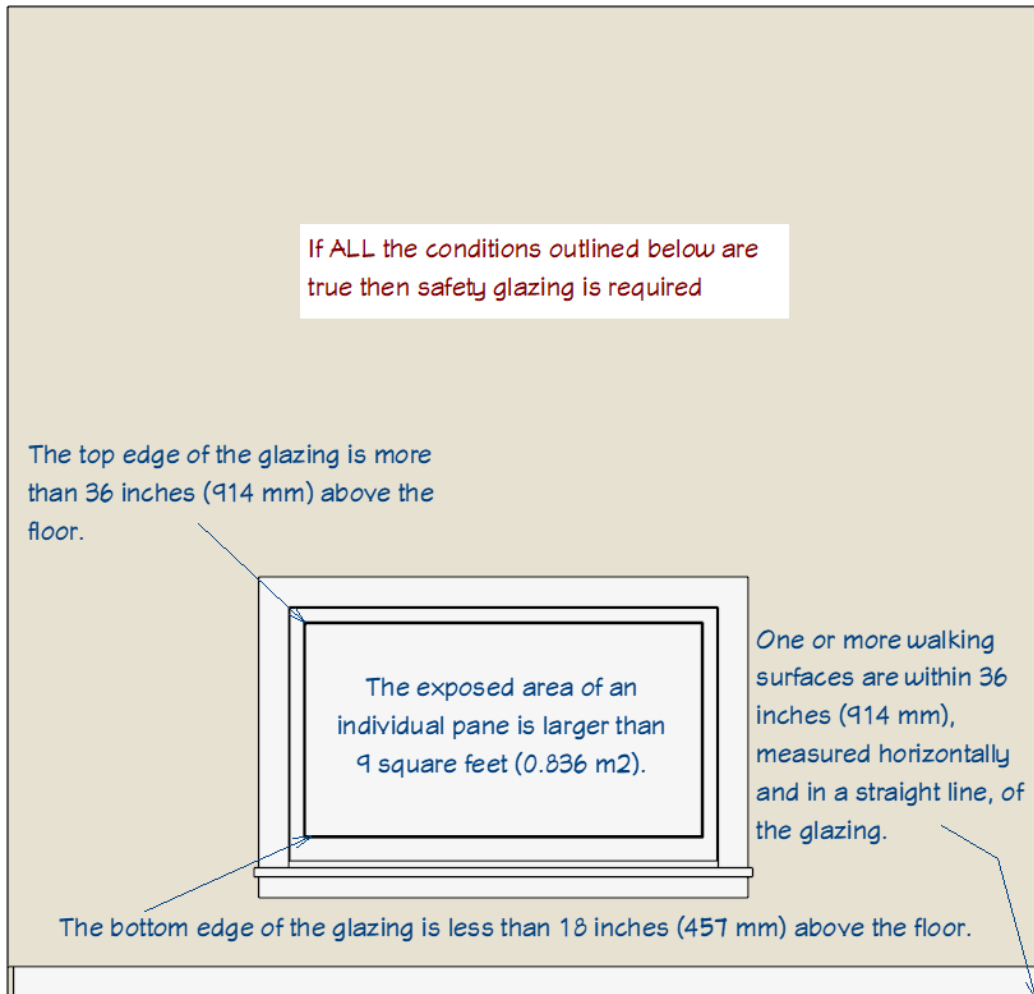 If ALL the conditions outlined below are
true then safety glazing is required
The top edge of the glazing is more
than 36 inches (914 mm) above the
floor.
The exposed area of an
individual pane is larger than
9 square feet (0.836 m2).
One or more walking
surfaces are within 36
inches (914 mm),
measured horizontally
and in a straight line, of
the glazing.
The bottom edge of the glazing is less than 18 inches (457 mm) above the floor.